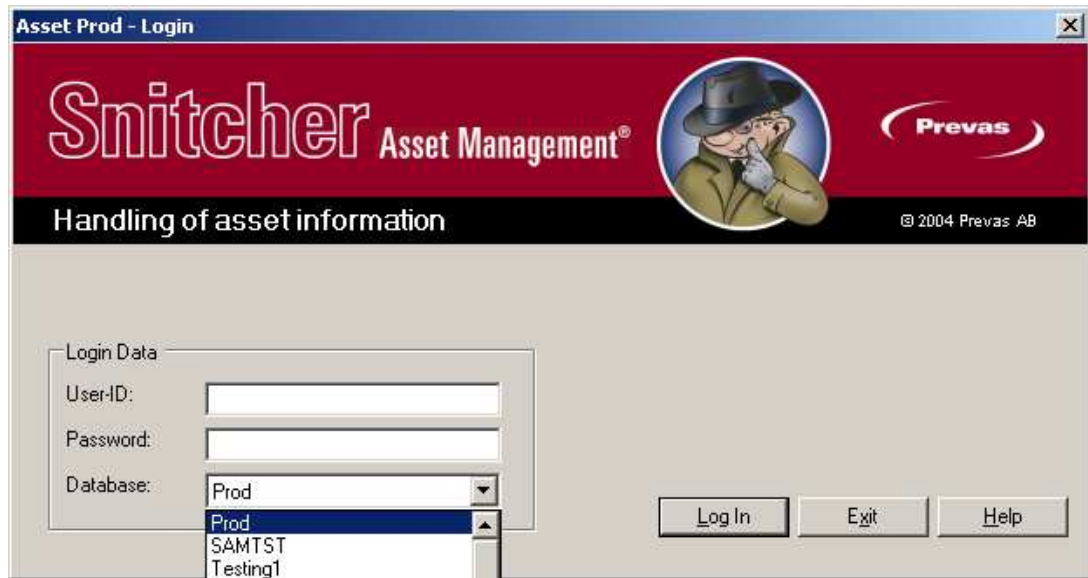 Asset Prod - Login
Snitcher Asset Management®
Prevas
Handling of asset information
© 2004 Prevas AB
Login Data
User-ID:
Password:
Database:
Prod
Prod
SAMTST
Testing1
Log In
Exit
Help